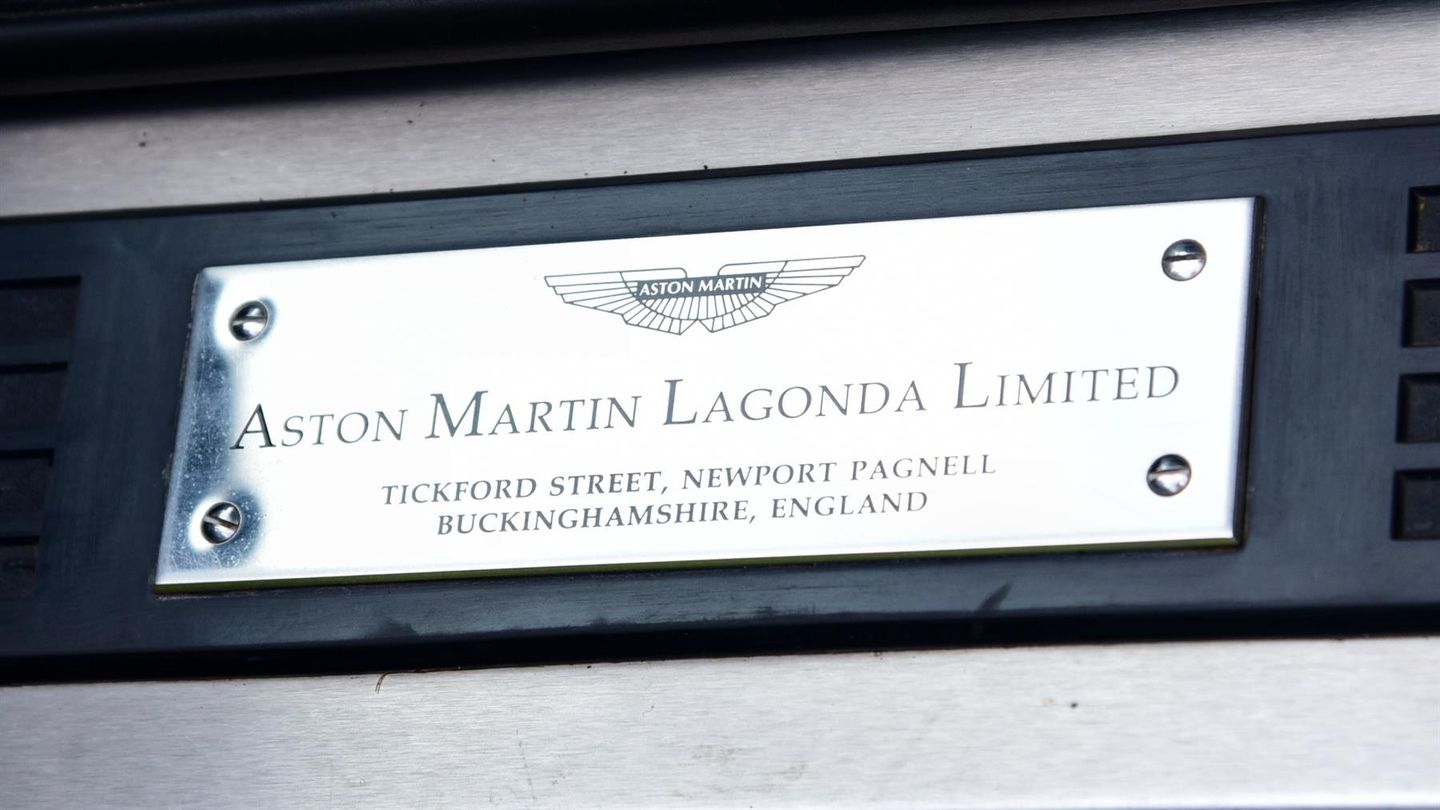 ASTON MARTIN
ASTON MARTIN LAGONDA LIMITED
TICKFORD STREET, NEWPORT PAGNELL
BUCKINGHAMSHIRE, ENGLAND